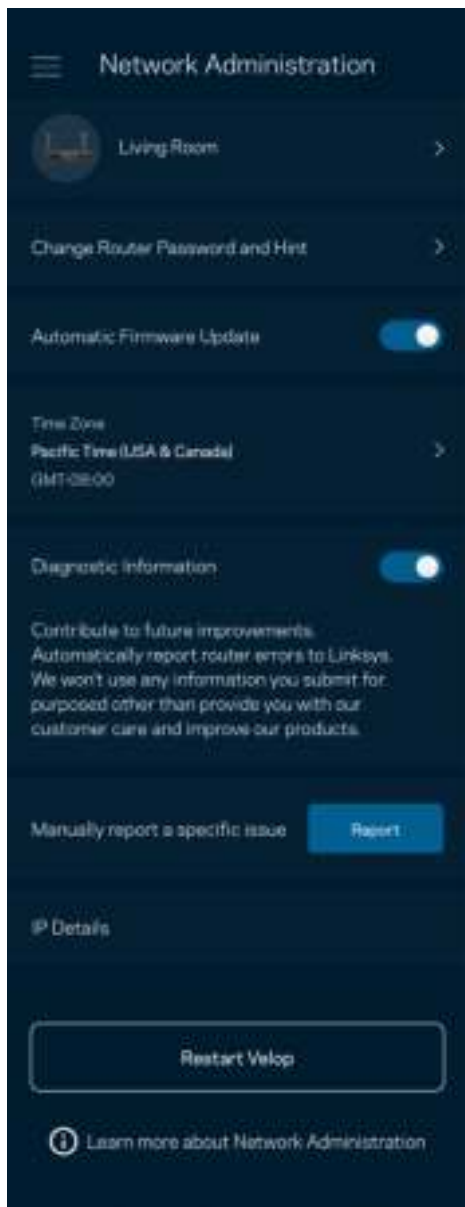 Network Administration
Living Room
Change Router Password and Hint
Automatic Firmware Update
Time Zone
Pacific Time (USA & Canada)
GMT-08:00
Diagnostic Information
Contribute to future improvements.
Automatically report router errors to Linksys.
We won't use any information you submit for
purposed other than provide you with our
customer care and improve our products.
Manually report a specific issue
Report
IP Details
Restart Velop
Learn more about Network Administration